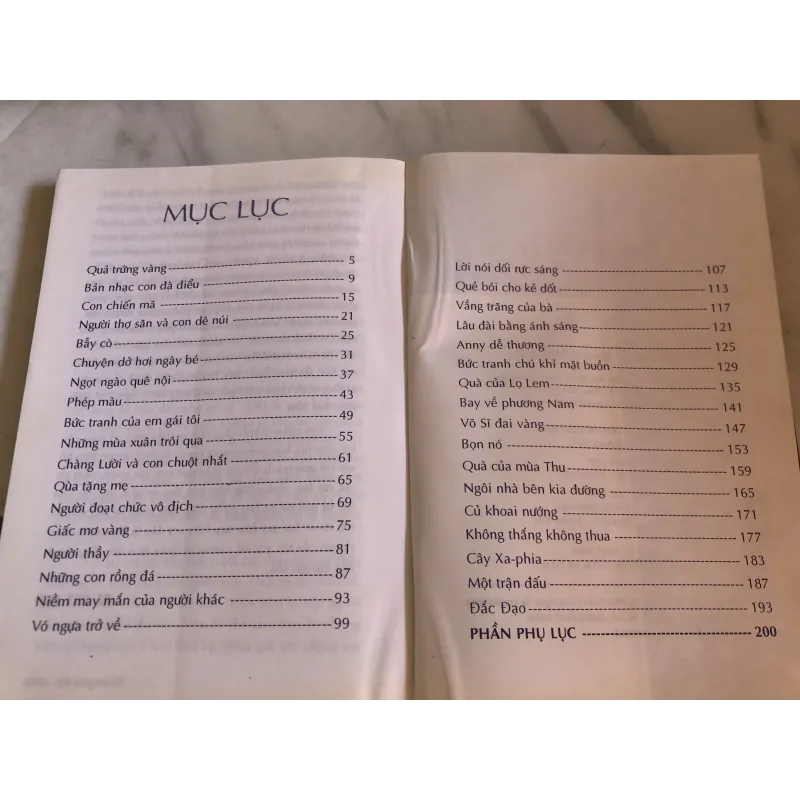 MỤC LỤC
Quả trứng vàng 5
Bản nhạc con đà điểu 9
Con chiến mã 15
Người thợ săn và con dê núi 21
Bẫy cò 25
Chuyện dở hơi ngày bé 31
Ngọt ngào quê nội 37
Phép màu 43
Bức tranh của em gái tôi 49
Những mùa xuân trôi qua 55
Chàng Lười và con chuột nhắt 61
Qùa tặng mẹ 65
Người đoạt chức vô địch 69
Giấc mơ vàng 75
Người thầy 81
Những con rồng đá 87
Niềm may mắn của người khác 93
Vó ngựa trở về 99
Lời nói dối rực sáng 107
Quẻ bói cho kẻ dốt 113
Vầng trăng của bà 117
Lâu đài bằng ánh sáng 121
Anny dễ thương 125
Bức tranh chú khỉ mặt buồn 129
Quà của Lọ Lem 135
Bay về phương Nam 141
Võ Sĩ đai vàng 147
Bọn nó 153
Quà của mùa Thu 159
Ngôi nhà bên kia đường 165
Củ khoai nướng 171
Không thắng không thua 177
Cây Xa-phia 183
Một trận đấu 187
Đắc Đạo 193
PHẦN PHỤ LỤC 200